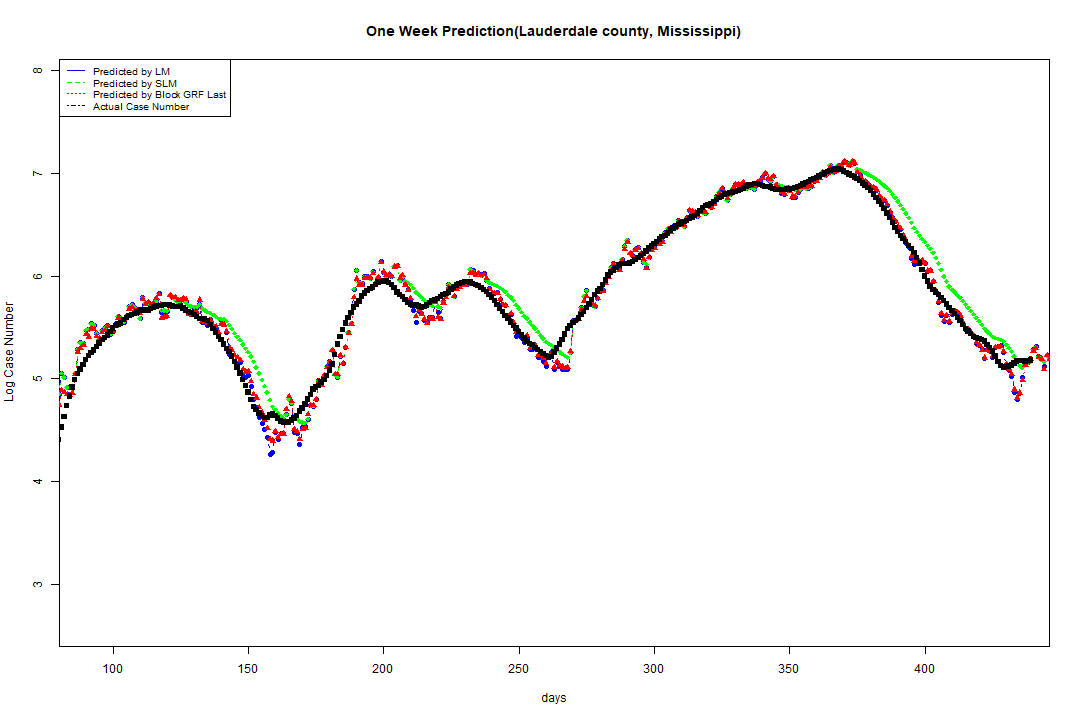 One Week Prediction(Lauderdale county, Mississippi)
Predicted by LM
Predicted by SLM
Predicted by Block GRF Last
Actual Case Number
8
7
6
5
4
3
Log Case Number
100 150 200 250 300 350 400
days